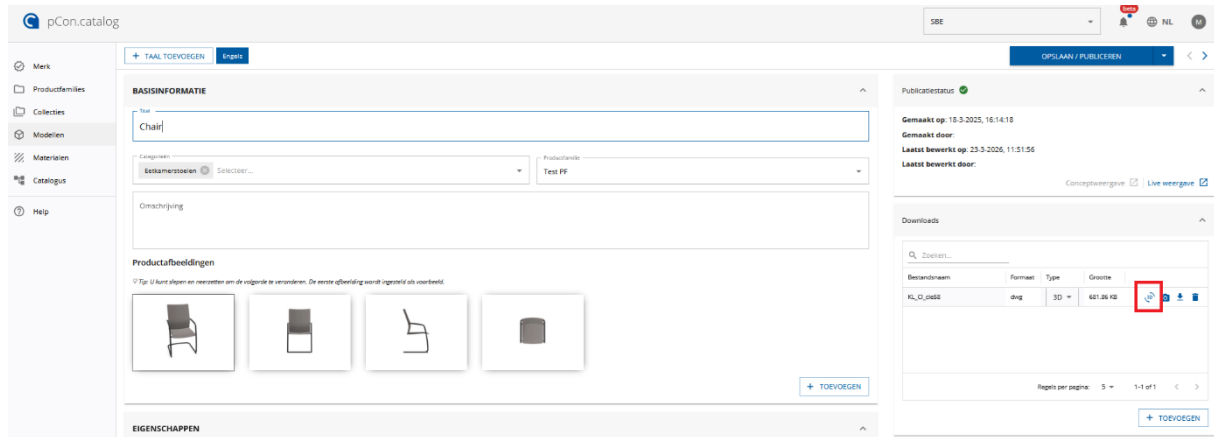 pCon.catalog
SBE
beta
NL
M
Merk
Productfamilies
Collecties
Modellen
Materialen
Catalogus
Help
+ TAAL TOEVOEGEN
Engels
OPSLAAN / PUBLICEREN
BASISINFORMATIE
Titel
Chair
Categorieën
Eetkamerstoelen
Selecteer...
Productfamilie
Test PF
Omschrijving
Productafbeeldingen
Tip: U kunt slepen en neerzetten om de volgorde te veranderen. De eerste afbeelding wordt ingesteld als voorbeeld.
+ TOEVOEGEN
EIGENSCHAPPEN
Publicatiestatus
Gemaakt op: 18-3-2025, 16:14:18
Gemaakt door:
Laatst bewerkt op: 23-3-2026, 11:51:56
Laatst bewerkt door:
Conceptweergave
Live weergave
Downloads
Zoeken...
Bestandsnaam Formaat Type Grootte
dwg 3D 681.86 KB
3D
Regels per pagina: 5 1-1 of 1
+ TOEVOEGEN